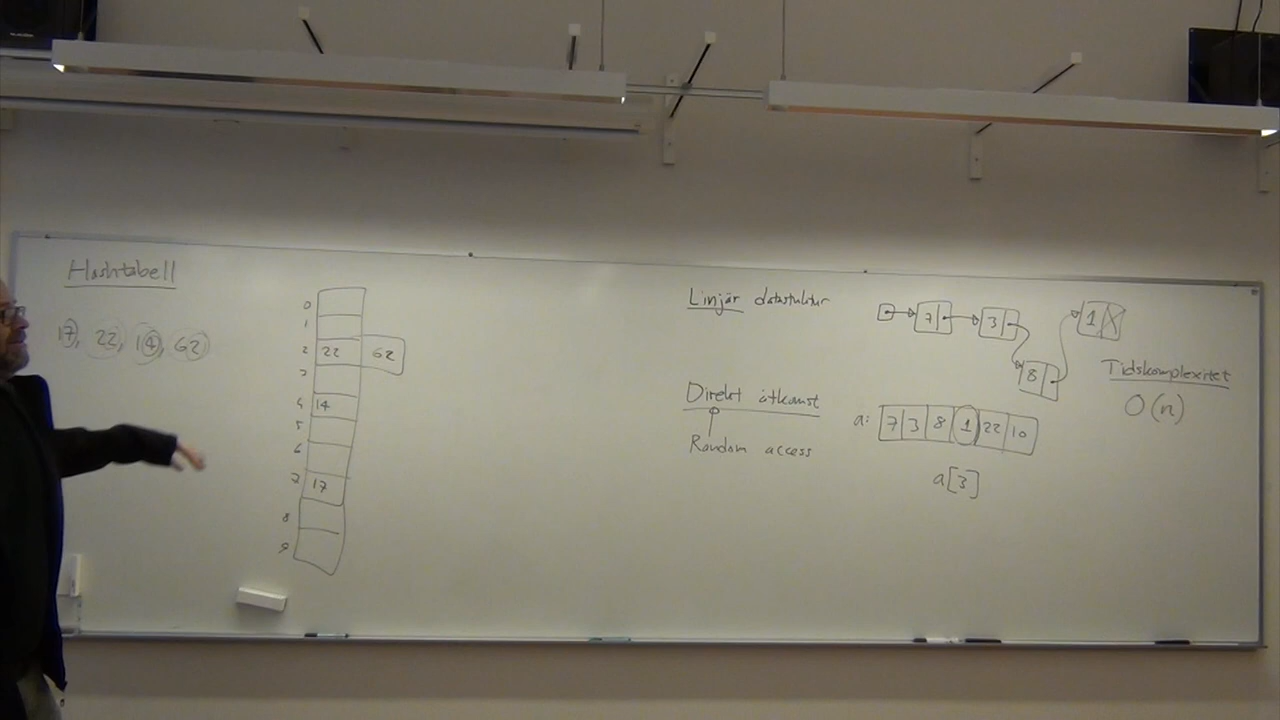 Hashtabell
17, 22, 14, 62
0
1
2 22 62
3
4 14
5
6
7 17
8
9
Linjär datastuktur
7 3 8 1
Tidskomplexitet
O(n)
Direkt åtkomst
Random access
a: 7 3 8 1 22 10
a[3]